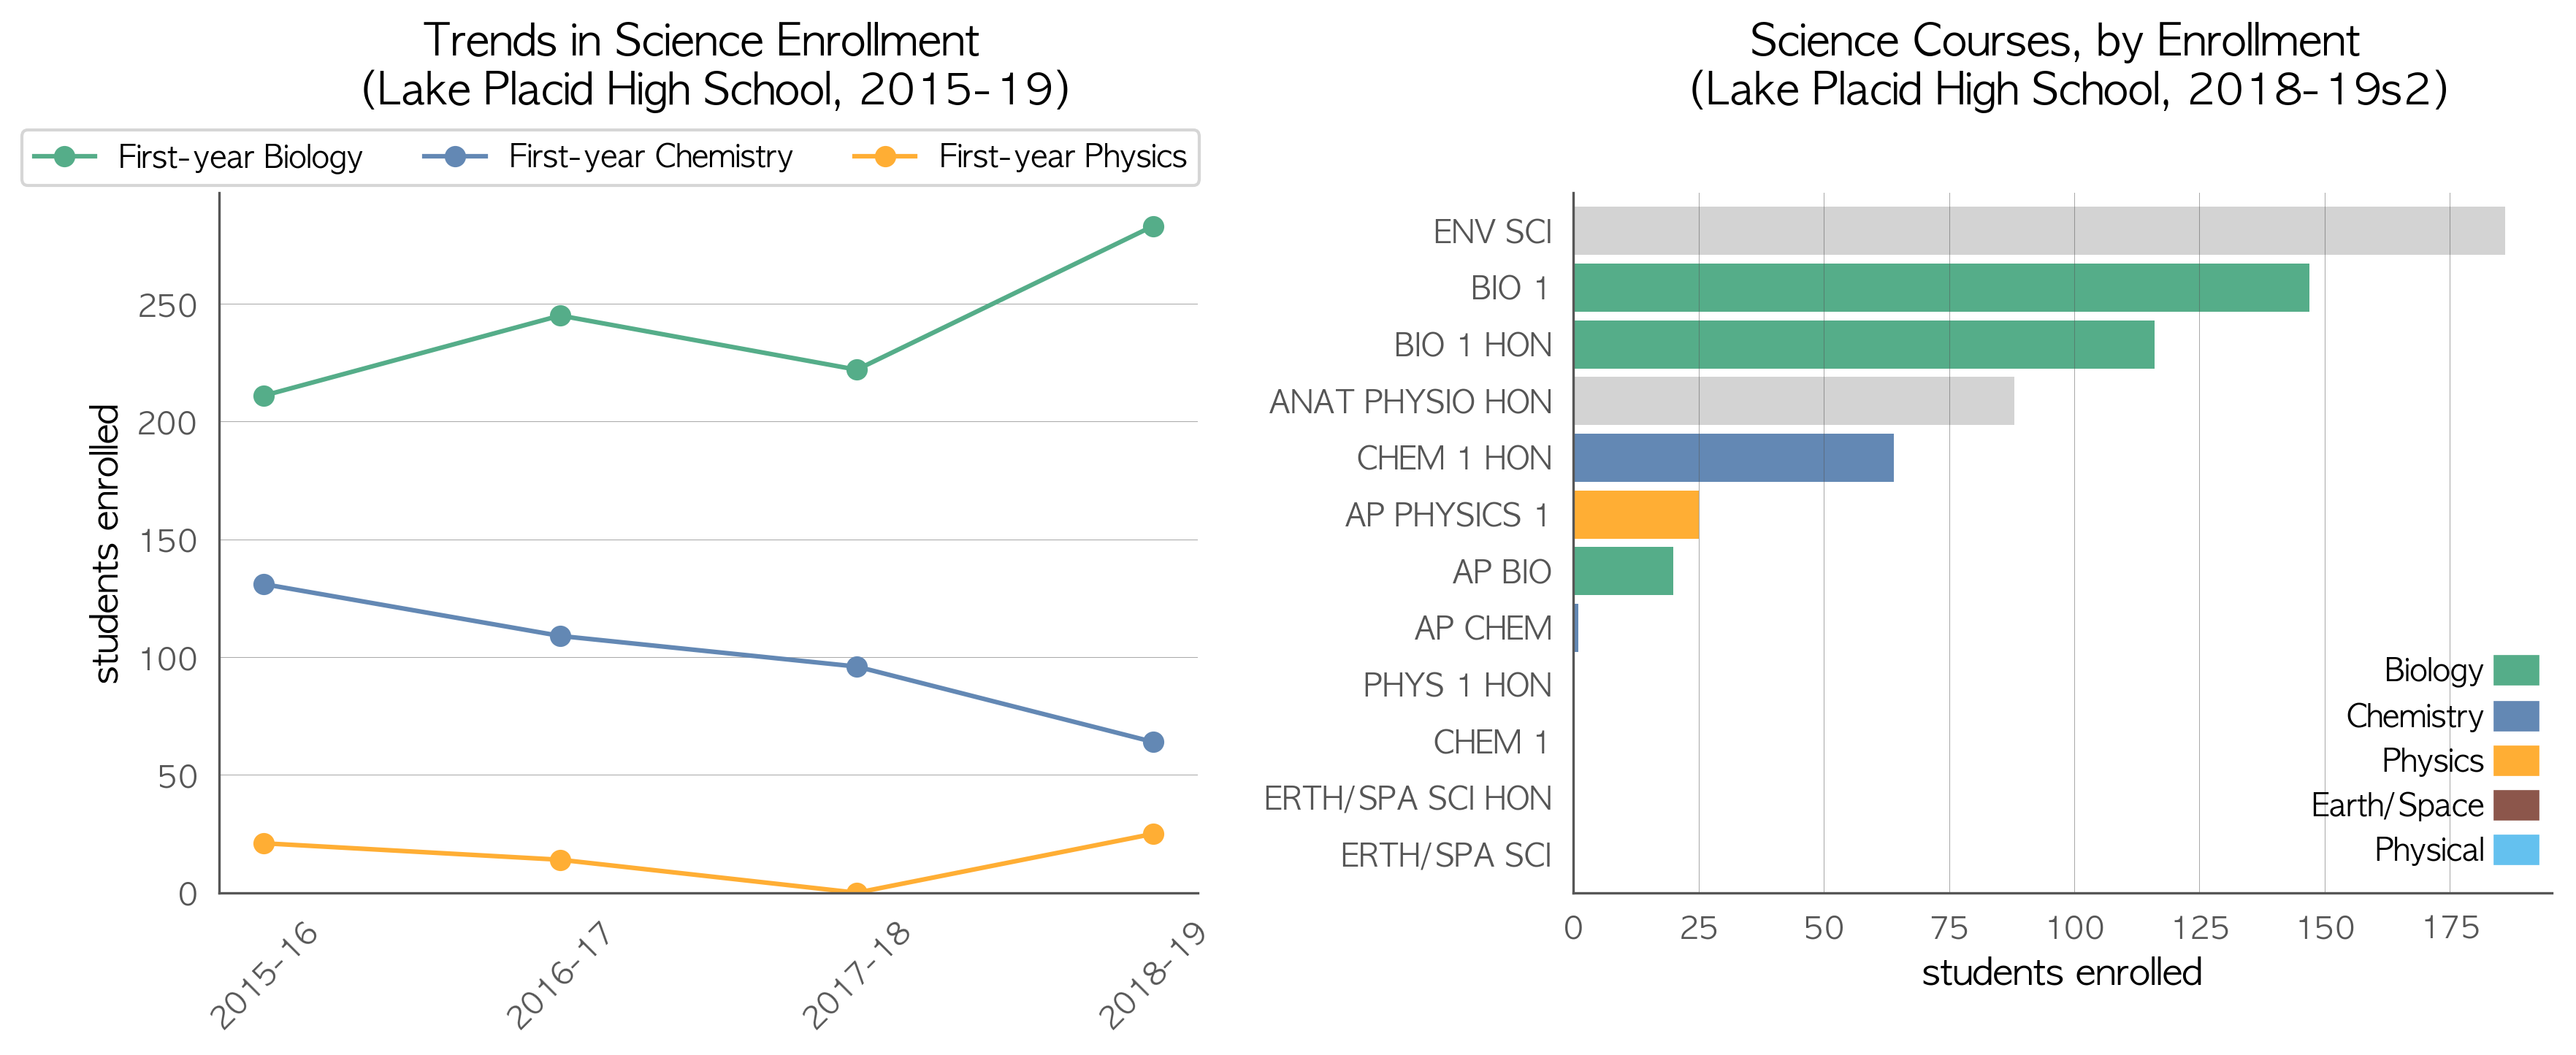 Trends in Science Enrollment
(Lake Placid High School, 2015-19)
First-year Biology
First-year Chemistry
First-year Physics
250
200
150
100
50
0
students enrolled
2015-16
2016-17
2017-18
2018-19
Science Courses, by Enrollment
(Lake Placid High School, 2018-19s2)
ENV SCI
BIO 1
BIO 1 HON
ANAT PHYSIO HON
CHEM 1 HON
AP PHYSICS 1
AP BIO
AP CHEM
PHYS 1 HON
CHEM 1
ERTH/SPA SCI HON
ERTH/SPA SCI
Biology
Chemistry
Physics
Earth/Space
Physical
0
25
50
75
100
125
150
175
students enrolled